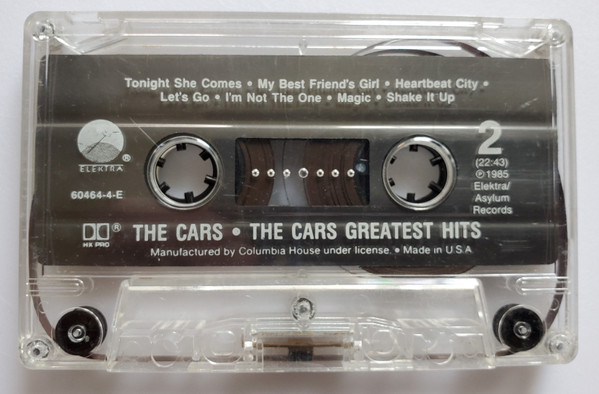 Tonight She Comes • My Best Friend's Girl • Heartbeat City •
Let's Go • I'm Not The One • Magic • Shake It Up
ELEKTRA®
60464-4-E
2
(22:43)
℗1985
Elektra/
Asylum
Records
®
HX PRO
THE CARS • THE CARS GREATEST HITS
Manufactured by Columbia House under license. • Made in U.S.A.